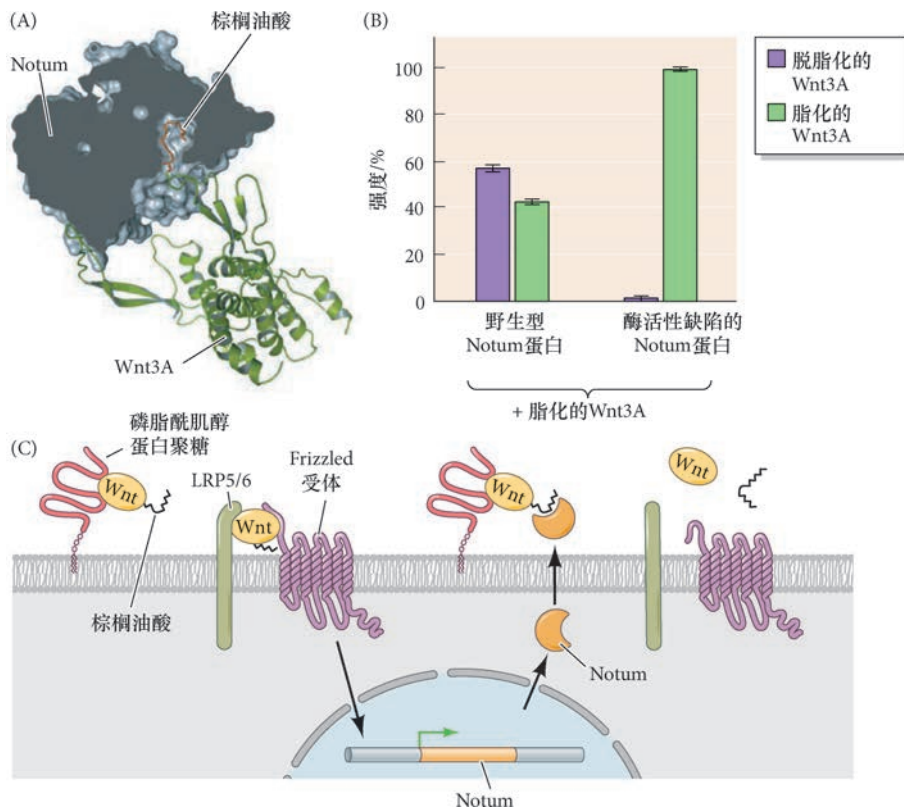 (A)
棕榈油酸
Notum
Wnt3A
(B)
强度/%
100
80
60
40
20
0
野生型
Notum蛋白
酶活性缺陷的
Notum蛋白
+ 脂化的Wnt3A
脱脂化的
Wnt3A
脂化的
Wnt3A
(C)
磷脂酰肌醇
蛋白聚糖
Wnt
棕榈油酸
LRP5/6
Wnt
Frizzled
受体
Wnt
Notum
Wnt
Notum